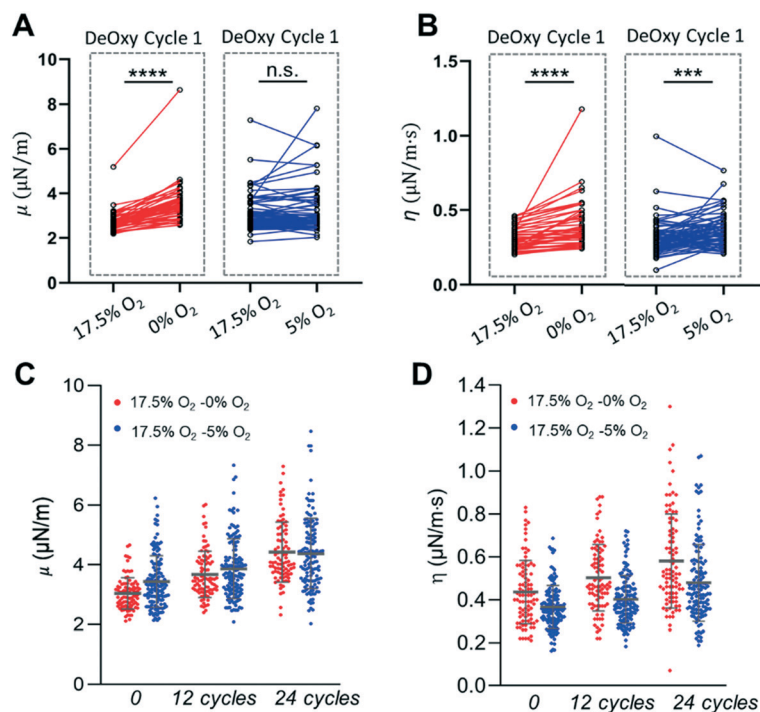 A
DeOxy Cycle 1
DeOxy Cycle 1
****
n.s.
μ (μN/m)
10
8
6
4
2
0
17.5% O₂
0% O₂
17.5% O₂
5% O₂
B
DeOxy Cycle 1
DeOxy Cycle 1
****
***
η (μN/m·s)
1.5
1.0
0.5
0.0
17.5% O₂
0% O₂
17.5% O₂
5% O₂
C
17.5% O₂ -0% O₂
17.5% O₂ -5% O₂
μ (μN/m)
10
8
6
4
2
0
0
12 cycles
24 cycles
D
17.5% O₂ -0% O₂
17.5% O₂ -5% O₂
η (μN/m·s)
1.4
1.2
1.0
0.8
0.6
0.4
0.2
0.0
0
12 cycles
24 cycles